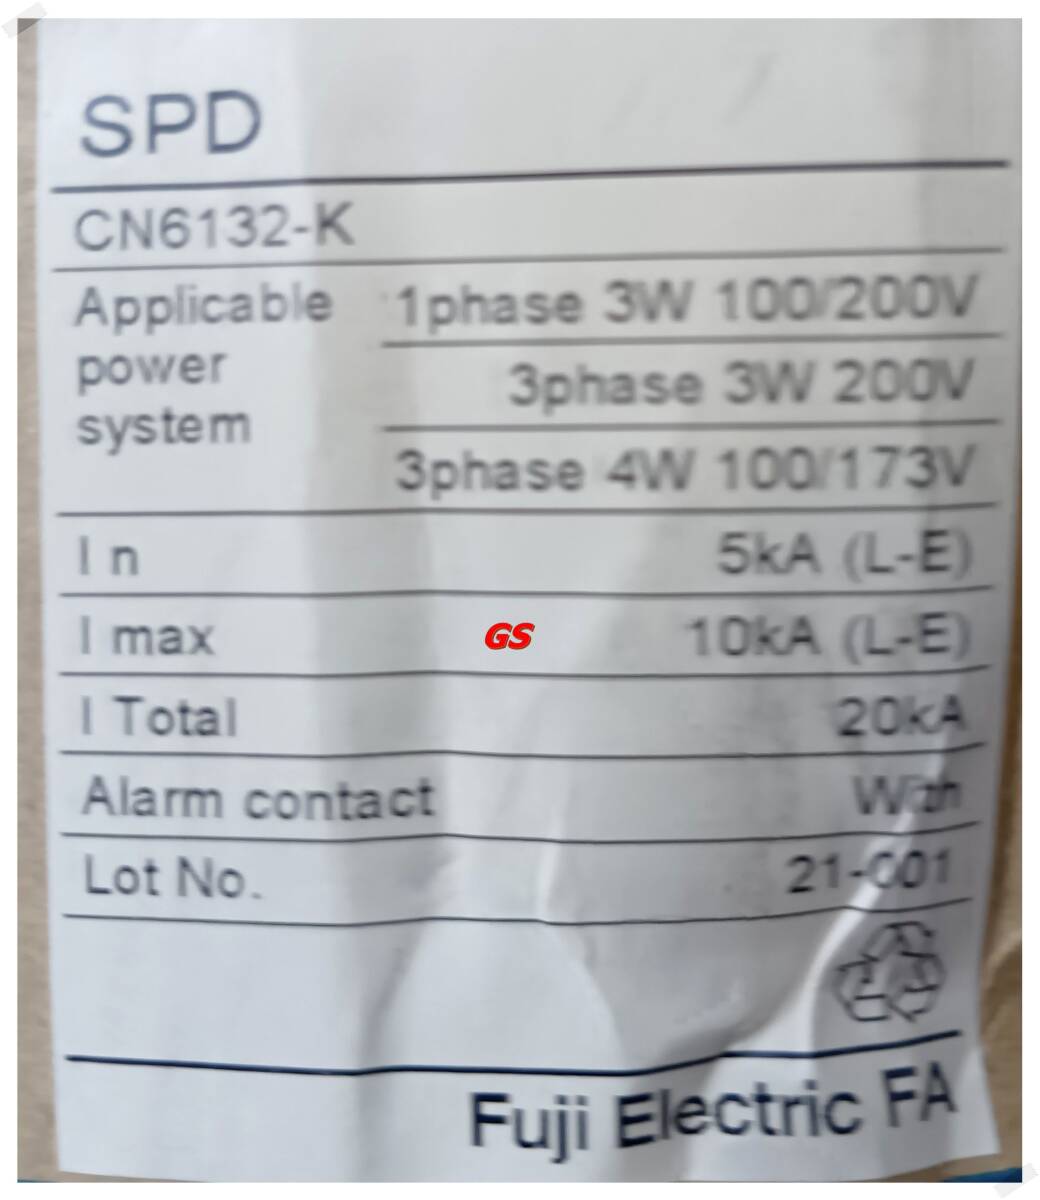 SPD
CN6132-K
Applicable power system
1phase 3W 100/200V
3phase 3W 200V
3phase 4W 100/173V
I n 5kA (L-E)
I max GS 10kA (L-E)
I Total 20kA
Alarm contact With
Lot No. 21-001
Fuji Electric FA